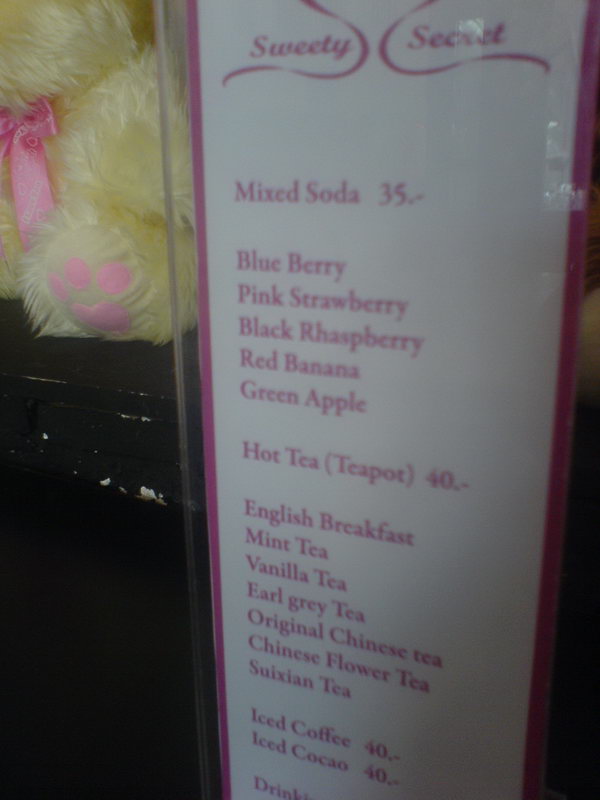 Sweety Secret
Mixed Soda 35.-
Blue Berry
Pink Strawberry
Black Rhaspberry
Red Banana
Green Apple
Hot Tea (Teapot) 40.-
English Breakfast
Mint Tea
Vanilla Tea
Earl grey Tea
Original Chinese tea
Chinese Flower Tea
Suixian Tea
Iced Coffee 40.-
Iced Cocao 40.-